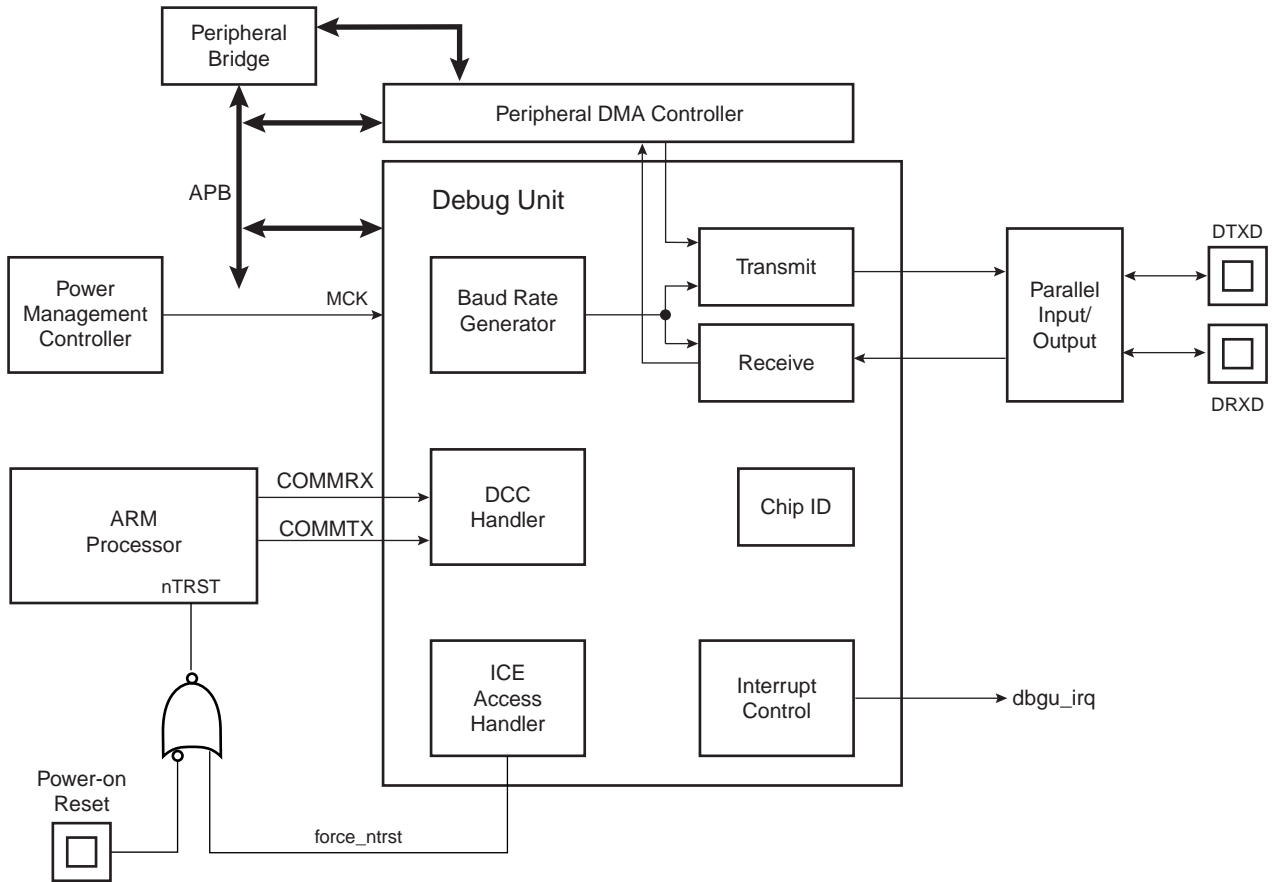 Peripheral
Bridge
Peripheral DMA Controller
APB
Debug Unit
Power
Management
Controller
MCK
Baud Rate
Generator
Transmit
Receive
Parallel
Input/
Output
DTXD
DRXD
ARM
Processor
nTRST
COMMRX
COMMTX
DCC
Handler
Chip ID
ICE
Access
Handler
Interrupt
Control
dbgu_irq
Power-on
Reset
force_ntrst